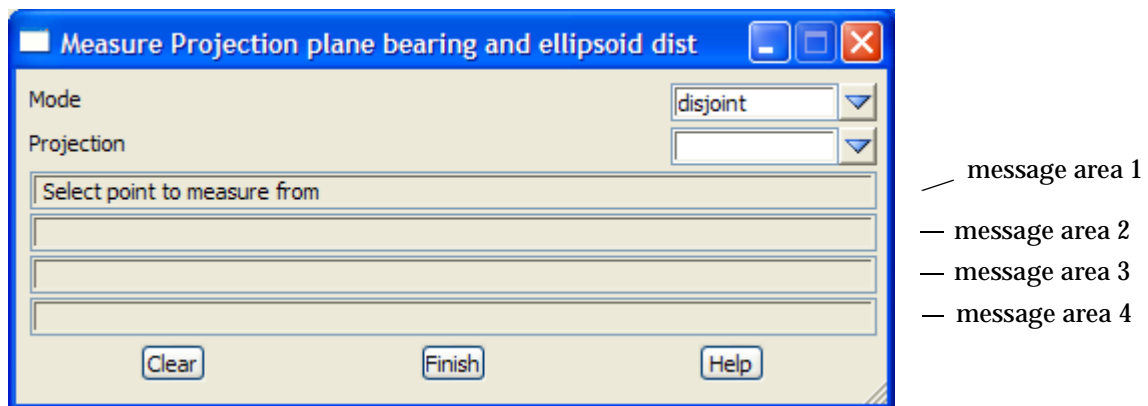 Measure Projection plane bearing and ellipsoid dist
Mode
disjoint
Projection
Select point to measure from
message area 1
message area 2
message area 3
message area 4
Clear
Finish
Help